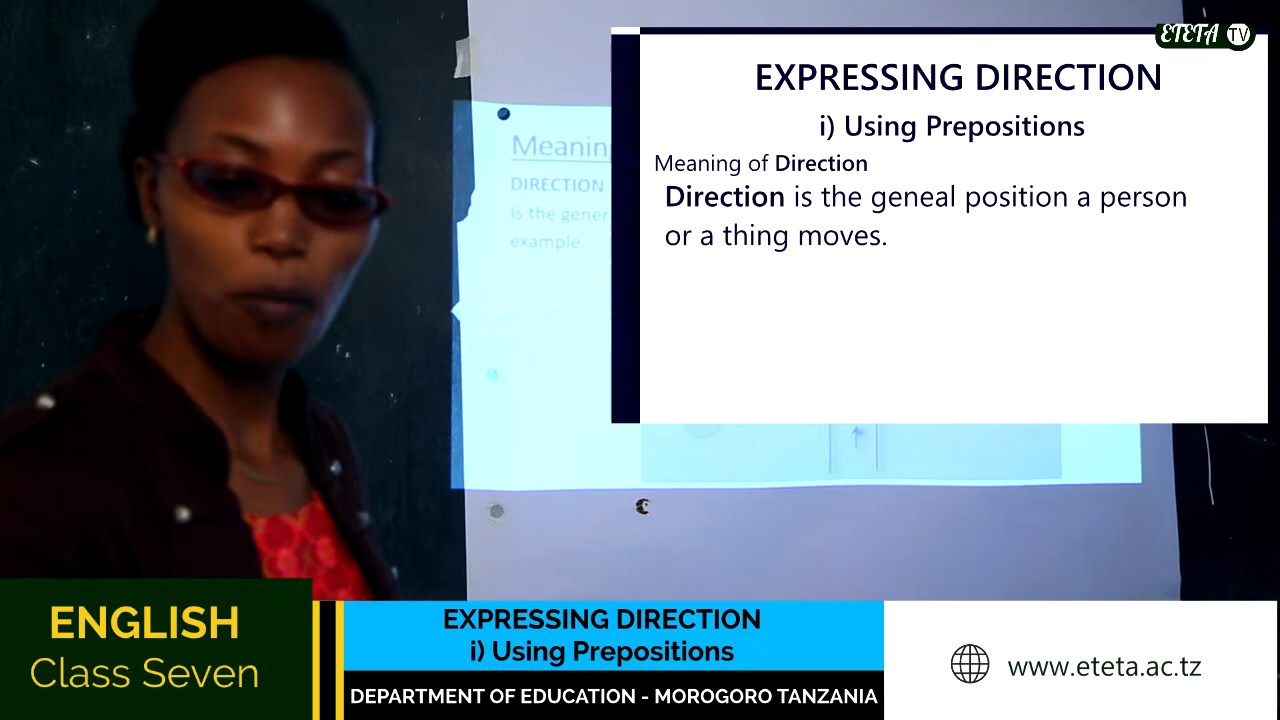 ETETA TV
EXPRESSING DIRECTION
i) Using Prepositions
Meaning of Direction
Direction is the geneal position a person
or a thing moves.
Meaning
DIRECTION
Is the gener
example.
ENGLISH
Class Seven
EXPRESSING DIRECTION
i) Using Prepositions
DEPARTMENT OF EDUCATION - MOROGORO TANZANIA
www.eteta.ac.tz